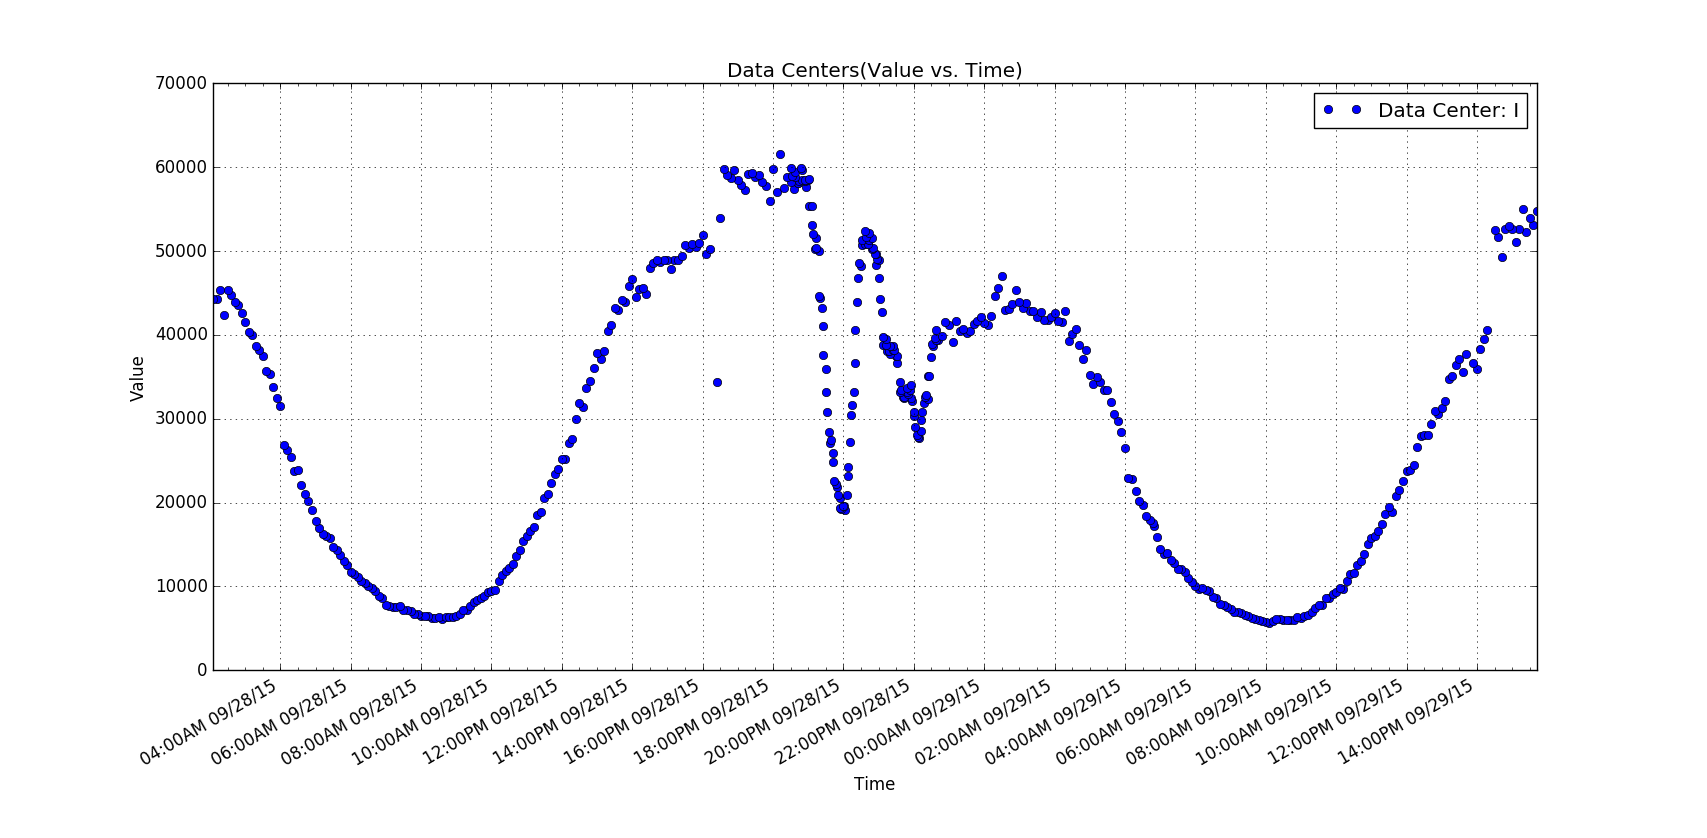 Data Centers(Value vs. Time)
Data Center: I
70000
60000
50000
40000
30000
20000
10000
0
Value
04:00AM 09/28/15
06:00AM 09/28/15
08:00AM 09/28/15
10:00AM 09/28/15
12:00PM 09/28/15
14:00PM 09/28/15
16:00PM 09/28/15
18:00PM 09/28/15
20:00PM 09/28/15
22:00PM 09/28/15
00:00AM 09/29/15
02:00AM 09/29/15
04:00AM 09/29/15
06:00AM 09/29/15
08:00AM 09/29/15
10:00AM 09/29/15
12:00PM 09/29/15
14:00PM 09/29/15
Time